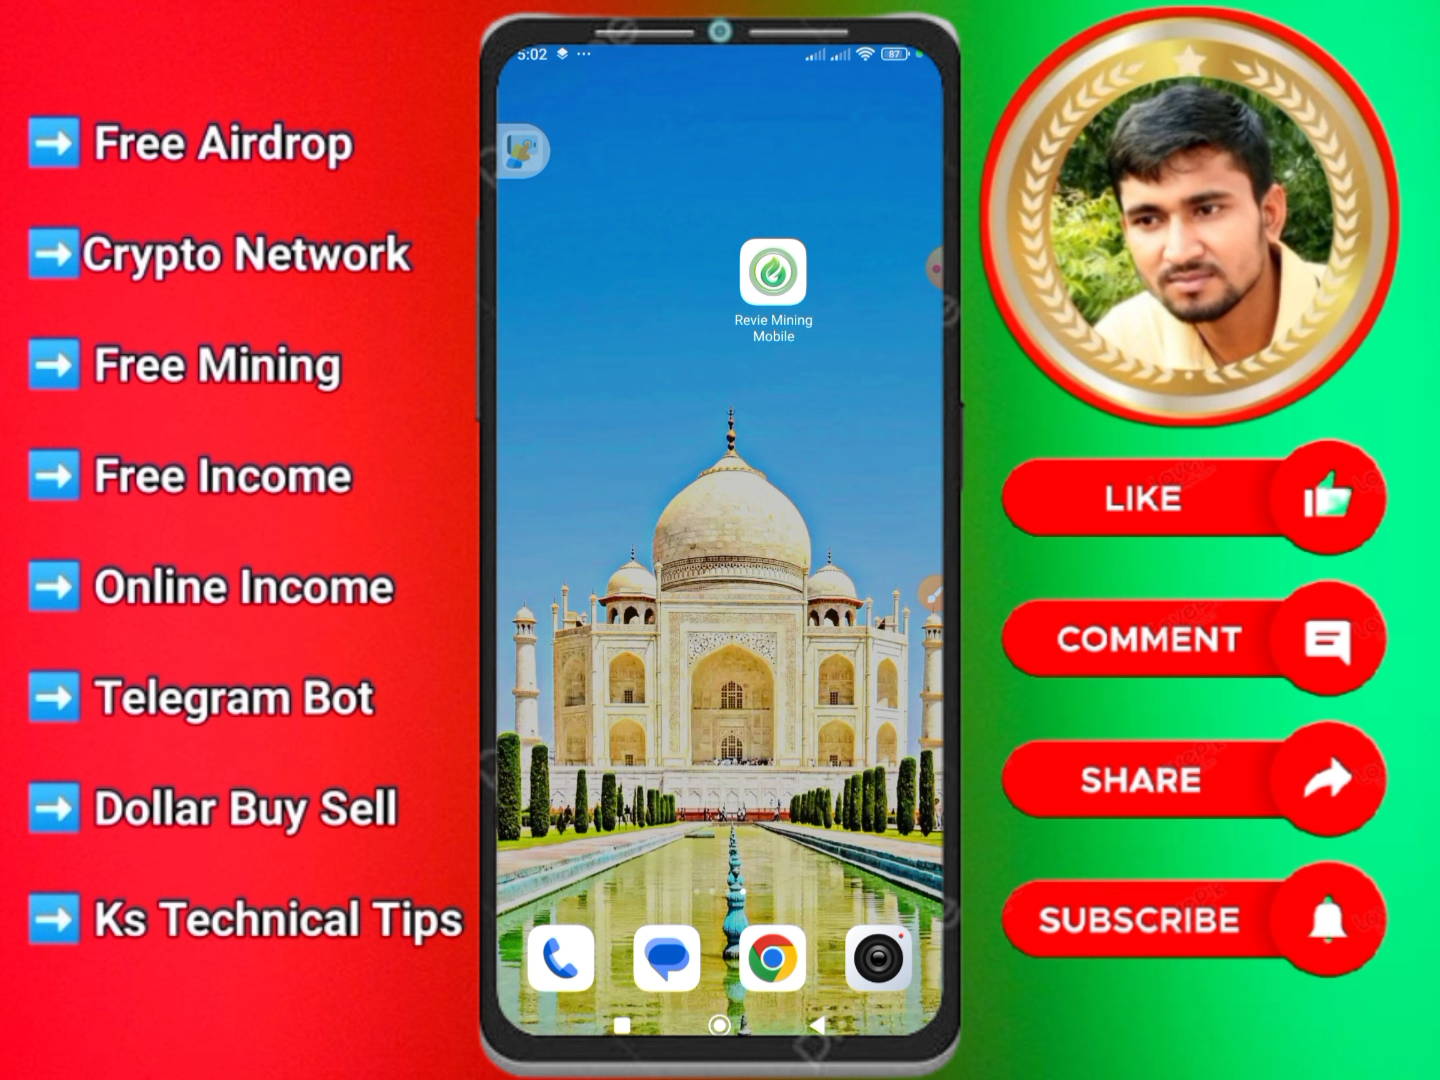 Free Airdrop
Crypto Network
Free Mining
Free Income
Online Income
Telegram Bot
Dollar Buy Sell
Ks Technical Tips
5:02
87
Revie Mining
Mobile
LIKE
COMMENT
SHARE
SUBSCRIBE